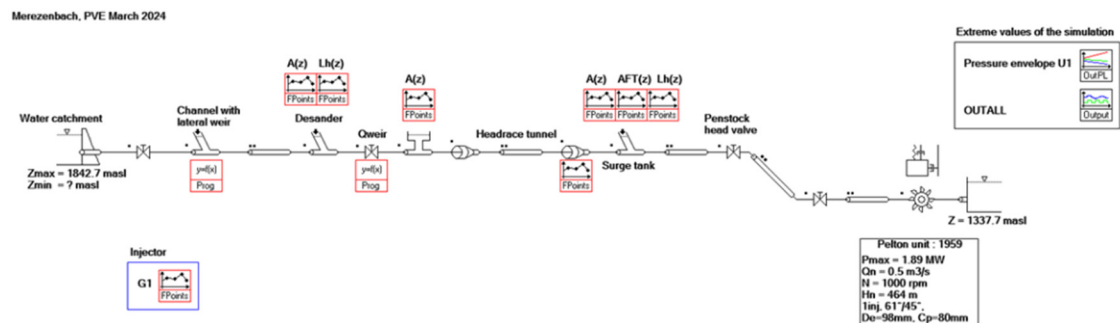 Merezenbach, PVE March 2024
Extreme values of the simulation
Pressure envelope U1
OutPL
OUTALL
Output
A(z) Lh(z)
FPoints FPoints
A(z)
FPoints
A(z) AFT(z) Lh(z)
FPoints FPoints FPoints
Water catchment
Channel with
lateral weir
Desander
Qweir
Headrace tunnel
Surge tank
Penstock
head valve
y=f(x)
Prog
y=f(x)
Prog
FPoints
Zmax = 1842.7 masl
Zmin = ? masl
Z = 1337.7 masl
Injector
G1
FPoints
Pelton unit : 1959
Pmax = 1.89 MW
Qn = 0.5 m3/s
N = 1000 rpm
Hn = 464 m
1inj, 61°/45°,
De=98mm, Cp=80mm